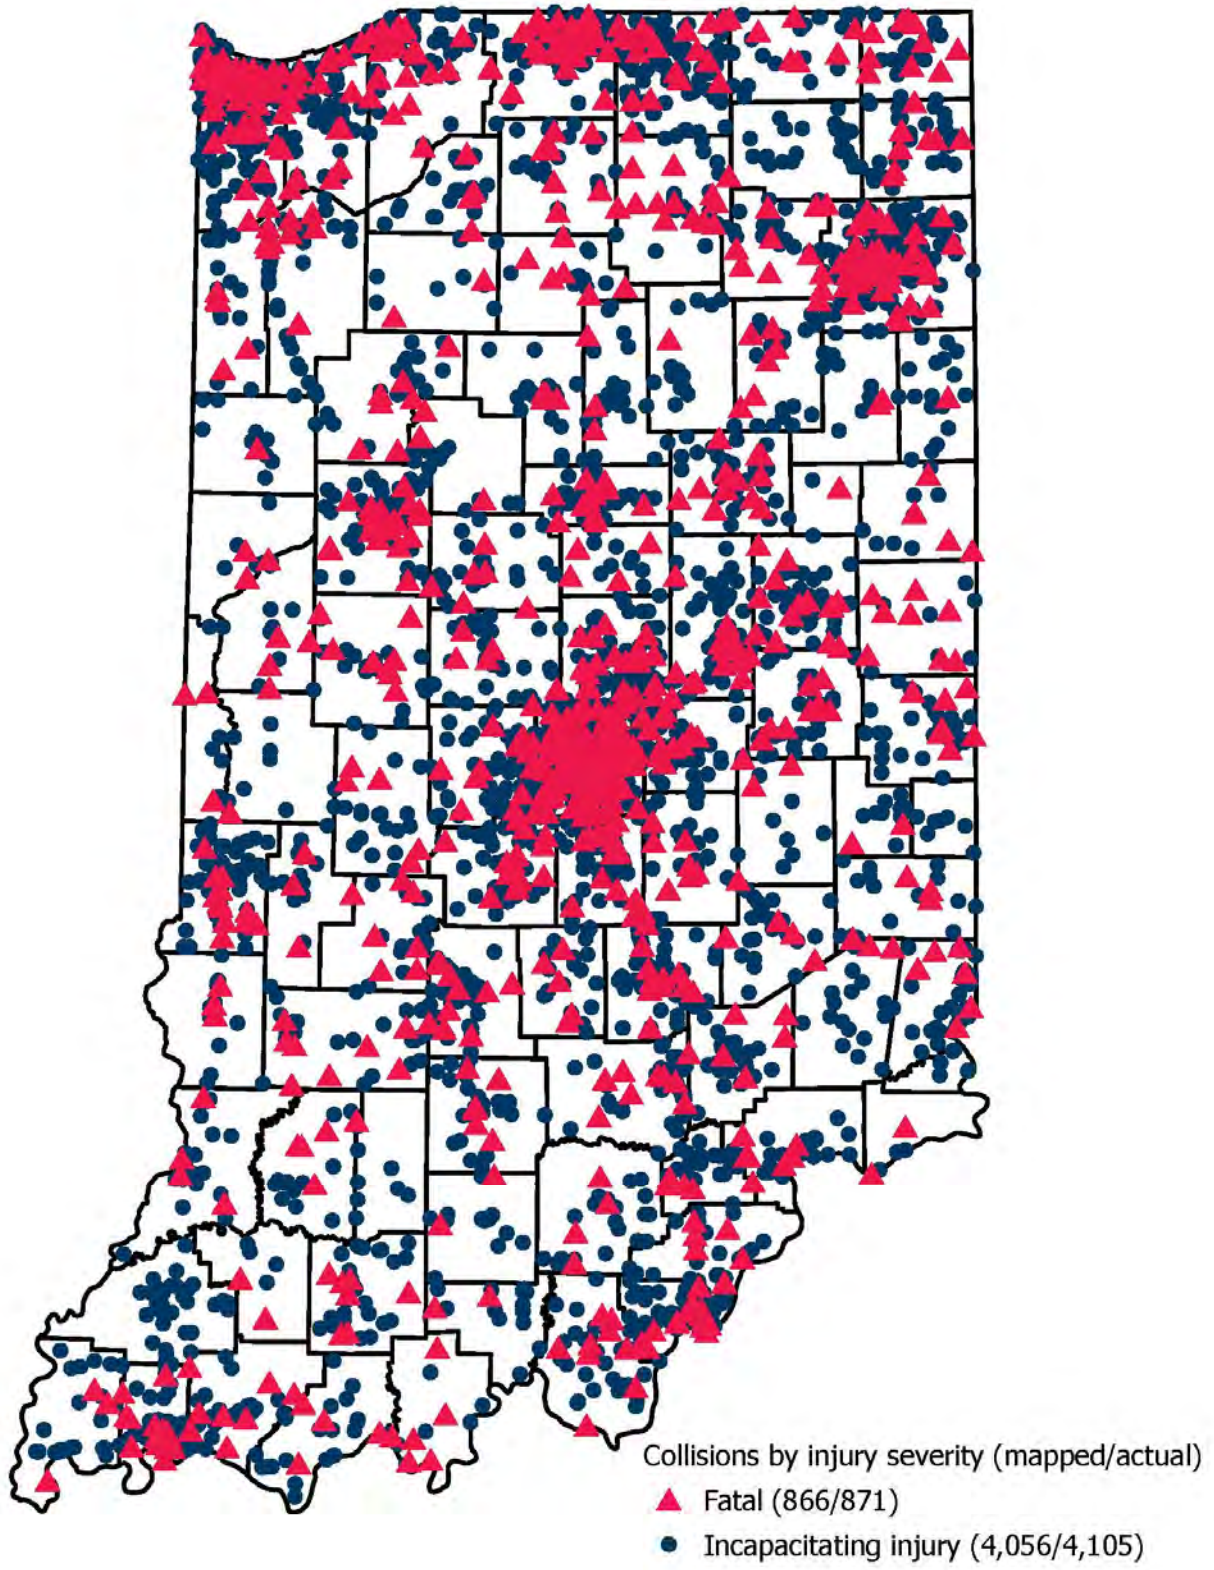 Collisions by injury severity (mapped/actual)
Fatal (866/871)
Incapacitating injury (4,056/4,105)